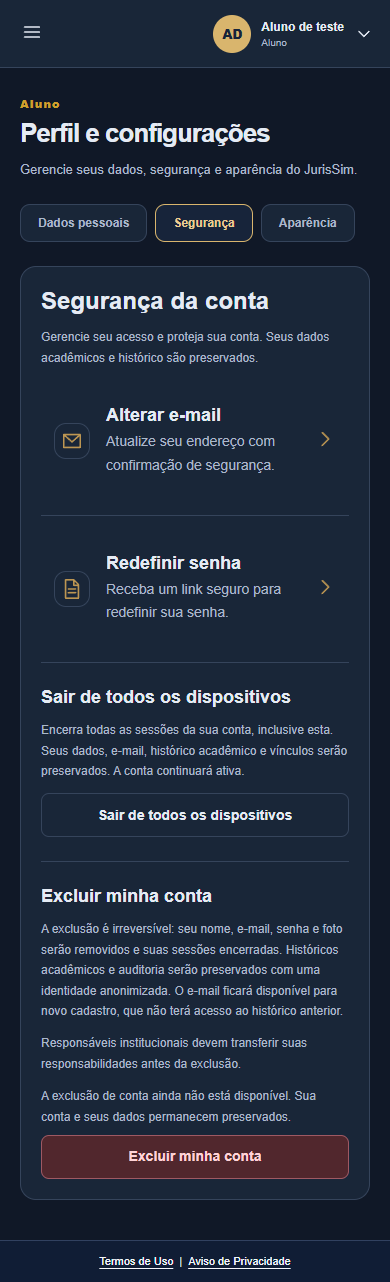 AD
Aluno de teste
Aluno
Aluno
Perfil e configurações
Gerencie seus dados, segurança e aparência do JurisSim.
Dados pessoais
Segurança
Aparência
Segurança da conta
Gerencie seu acesso e proteja sua conta. Seus dados
acadêmicos e histórico são preservados.
Alterar e-mail
Atualize seu endereço com
confirmação de segurança.
Redefinir senha
Receba um link seguro para
redefinir sua senha.
Sair de todos os dispositivos
Encerra todas as sessões da sua conta, inclusive esta.
Seus dados, e-mail, histórico acadêmico e vínculos serão
preservados. A conta continuará ativa.
Sair de todos os dispositivos
Excluir minha conta
A exclusão é irreversível: seu nome, e-mail, senha e foto
serão removidos e suas sessões encerradas. Históricos
acadêmicos e auditoria serão preservados com uma
identidade anonimizada. O e-mail ficará disponível para
novo cadastro, que não terá acesso ao histórico anterior.
Responsáveis institucionais devem transferir suas
responsabilidades antes da exclusão.
A exclusão de conta ainda não está disponível. Sua
conta e seus dados permanecem preservados.
Excluir minha conta
Termos de Uso | Aviso de Privacidade